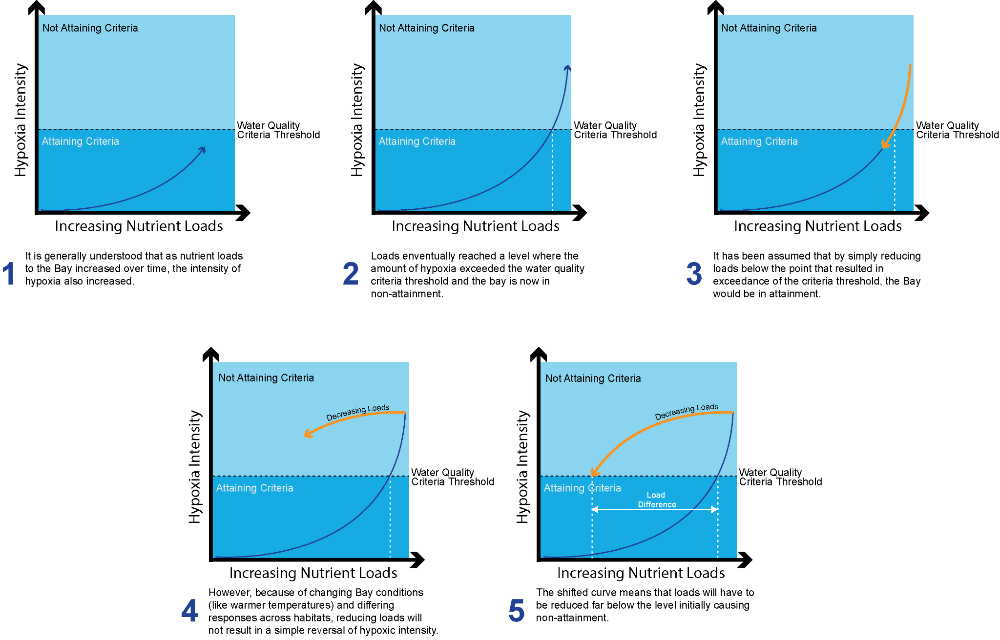 Not Attaining Criteria
Attaining Criteria
Hypoxia Intensity
Water Quality
Criteria Threshold
Increasing Nutrient Loads
1
It is generally understood that as nutrient loads
to the Bay increased over time, the intensity of
hypoxia also increased.
Not Attaining Criteria
Attaining Criteria
Hypoxia Intensity
Water Quality
Criteria Threshold
Increasing Nutrient Loads
2
Loads enventually reached a level where the
amount of hypoxia exceeded the water quality
criteria threshold and the bay is now in
non-attainment.
Not Attaining Criteria
Attaining Criteria
Hypoxia Intensity
Water Quality
Criteria Threshold
Increasing Nutrient Loads
3
It has been assumed that by simply reducing
loads below the point that resulted in
exceedance of the criteria threshold, the Bay
would be in attainment.
Not Attaining Criteria
Decreasing Loads
Attaining Criteria
Hypoxia Intensity
Water Quality
Criteria Threshold
Increasing Nutrient Loads
4
However, because of changing Bay conditions
(like warmer temperatures) and differing
responses across habitats, reducing loads will
not result in a simple reversal of hypoxic intensity.
Not Attaining Criteria
Decreasing Loads
Attaining Criteria
Load
Difference
Hypoxia Intensity
Water Quality
Criteria Threshold
Increasing Nutrient Loads
5
The shifted curve means that loads will have to
be reduced far below the level initially causing
non-attainment.